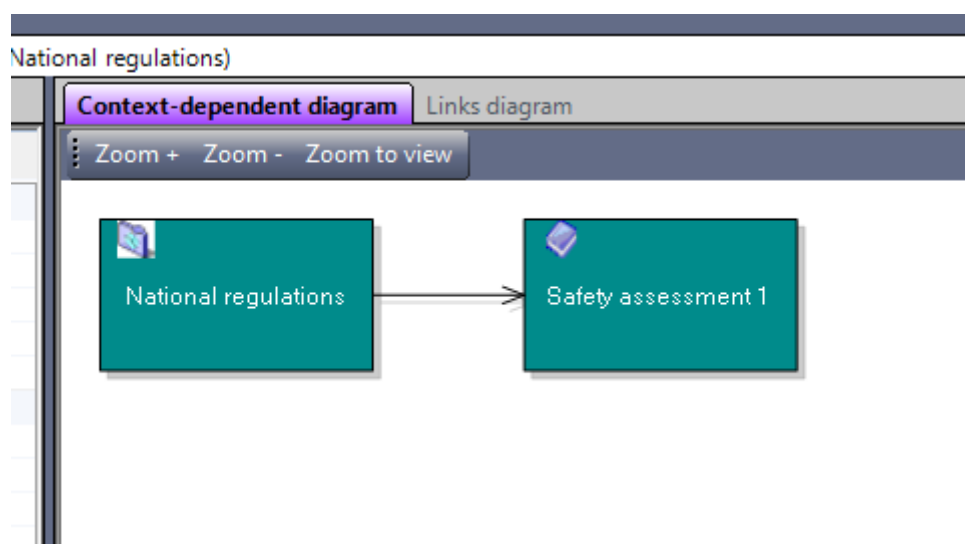 National regulations)
Context-dependent diagram Links diagram
Zoom + Zoom - Zoom to view
National regulations Safety assessment 1